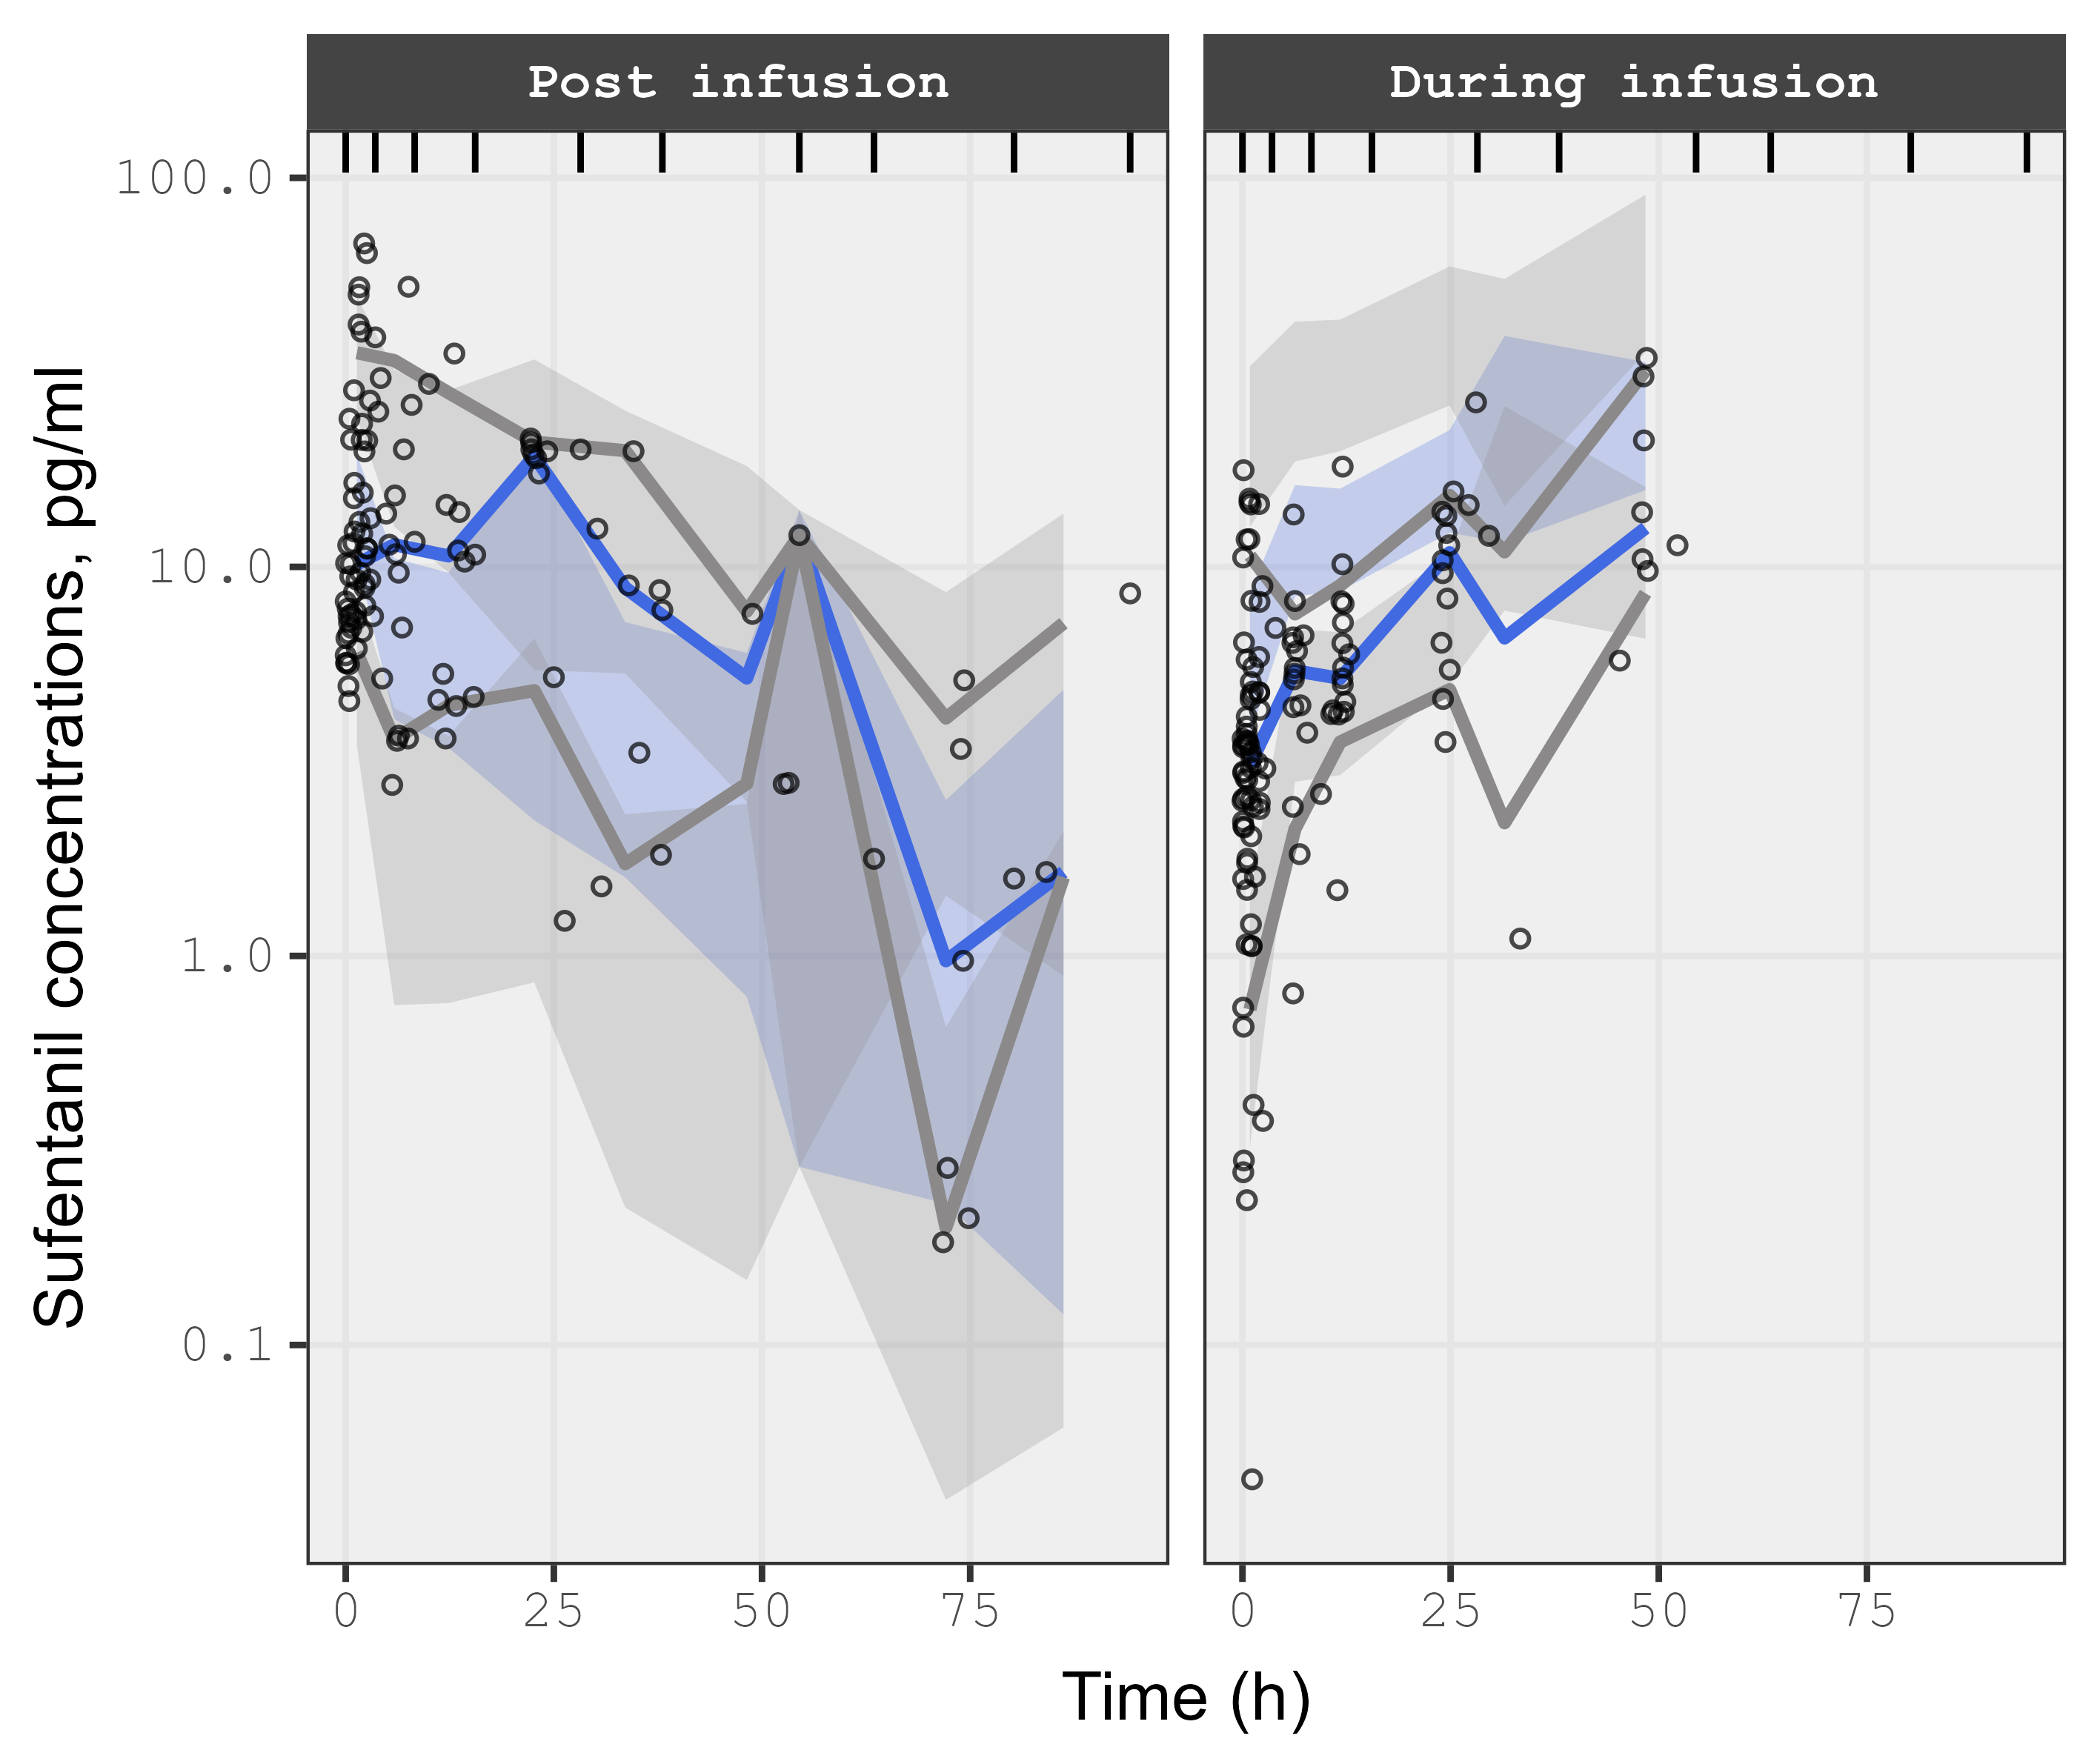 Post infusion
During infusion
Sufentanil concentrations, pg/ml
100.0
10.0
1.0
0.1
0 25 50 75
0 25 50 75
Time (h)